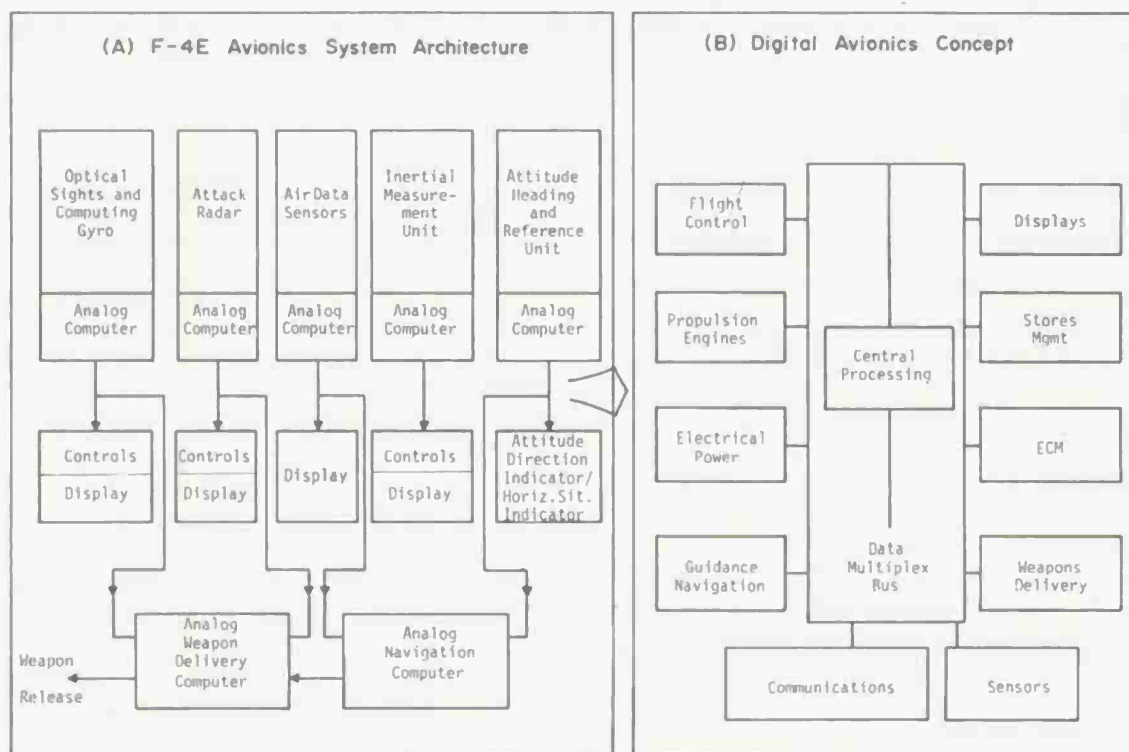 (A) F-4E Avionics System Architecture
Optical
Sights and
Computing
Gyro
Analog
Computer
Attack
Radar
Analog
Computer
AirData
Sensors
Analog
Computer
Inertial
Measure-
ment
Unit
Analog
Computer
Attitude
Heading
and
Reference
Unit
Analog
Computer
Controls
Display
Controls
Display
Display
Controls
Display
Attitude
Direction
Indicator/
Horiz.Sit.
Indicator
Analog
Weapon
Delivery
Computer
Analog
Navigation
Computer
Weapon
Release
(B) Digital Avionics Concept
Flight
Control
Propulsion
Engines
Electrical
Power
Guidance
Navigation
Central
Processing
Data
Multiplex
Bus
Displays
Stores
Mgmt
ECM
Weapons
Delivery
Communications
Sensors